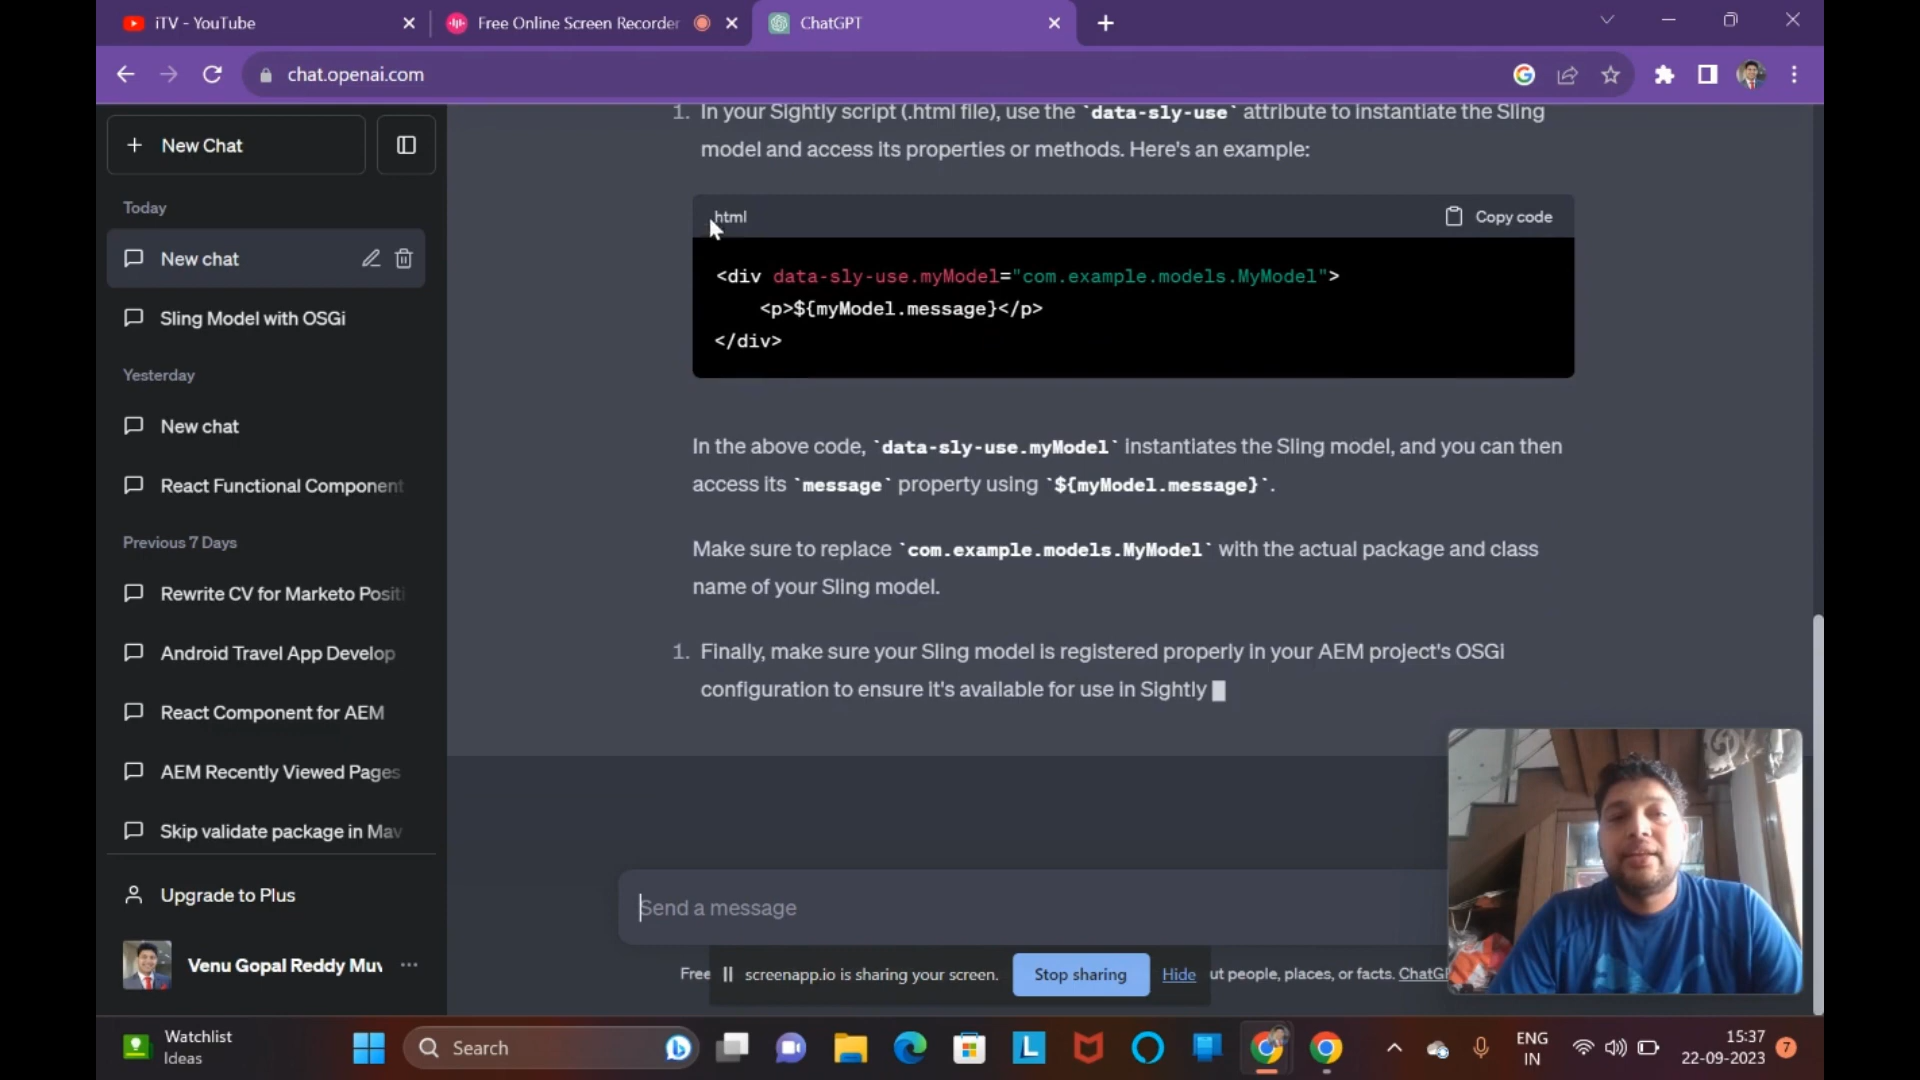 iTV - YouTube
Free Online Screen Recorder
ChatGPT
chat.openai.com
New Chat
Today
New chat
Sling Model with OSGi
Yesterday
New chat
React Functional Component
Previous 7 Days
Rewrite CV for Marketo Positi
Android Travel App Develop
React Component for AEM
AEM Recently Viewed Pages
Skip validate package in Mav
Upgrade to Plus
Venu Gopal Reddy Muv
1. In your Sightly script (.html file), use the `data-sly-use` attribute to instantiate the Sling
model and access its properties or methods. Here's an example:
html
Copy code
<div data-sly-use.myModel="com.example.models.MyModel">
<p>${myModel.message}</p>
</div>
In the above code, `data-sly-use.myModel` instantiates the Sling model, and you can then
access its `message` property using `${myModel.message}`.
Make sure to replace `com.example.models.MyModel` with the actual package and class
name of your Sling model.
1. Finally, make sure your Sling model is registered properly in your AEM project's OSGi
configuration to ensure it's available for use in Sightly
Send a message
Free
screenapp.io is sharing your screen.
Stop sharing
Hide
ut people, places, or facts. ChatGP
Watchlist
Ideas
Search
L
ENG
IN
15:37
22-09-2023
7